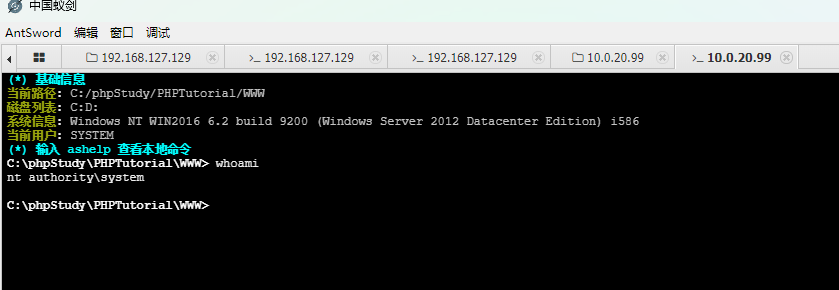 中国蚁剑
AntSword 编辑 窗口 调试
192.168.127.129 >_ 192.168.127.129 >_ 192.168.127.129 10.0.20.99 >_ 10.0.20.99
(*) 基础信息
当前路径: C:/phpStudy/PHPTutorial/WWW
磁盘列表: C:D:
系统信息: Windows NT WIN2016 6.2 build 9200 (Windows Server 2012 Datacenter Edition) i586
当前用户: SYSTEM
(*) 输入 ashelp 查看本地命令
C:\phpStudy\PHPTutorial\WWW> whoami
nt authority\system
C:\phpStudy\PHPTutorial\WWW>